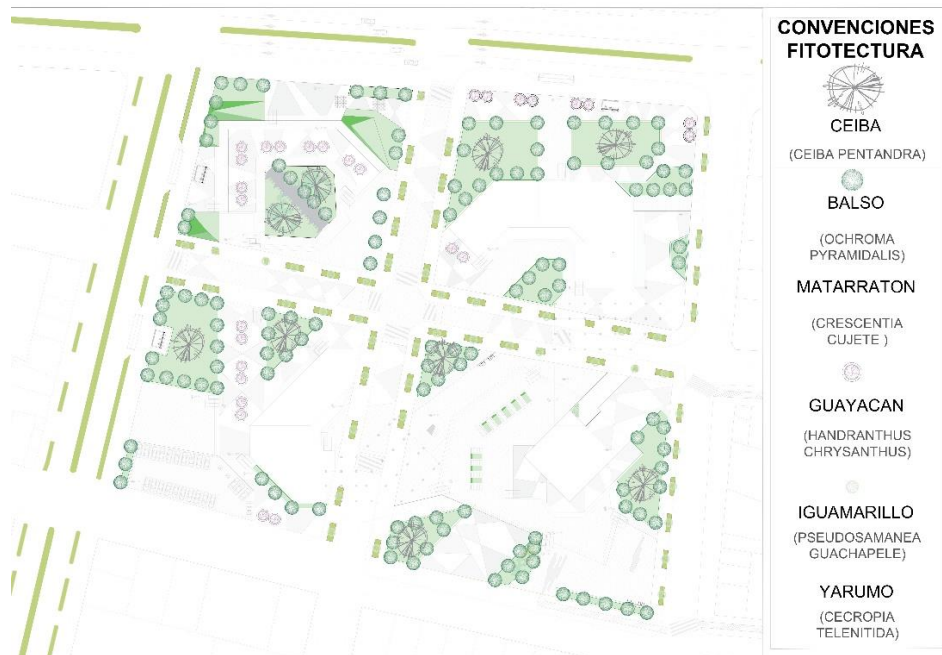 CONVENCIONES
FITOTECTURA
CEIBA
(CEIBA PENTANDRA)
BALSO
(OCHROMA
PYRAMIDALIS)
MATARRATON
(CRESCENTIA
CUJETE )
GUAYACAN
(HANDRANTHUS
CHRYSANTHUS)
IGUAMARILLO
(PSEUDOSAMANEA
GUACHAPELE)
YARUMO
(CECROPIA
TELENITIDA)